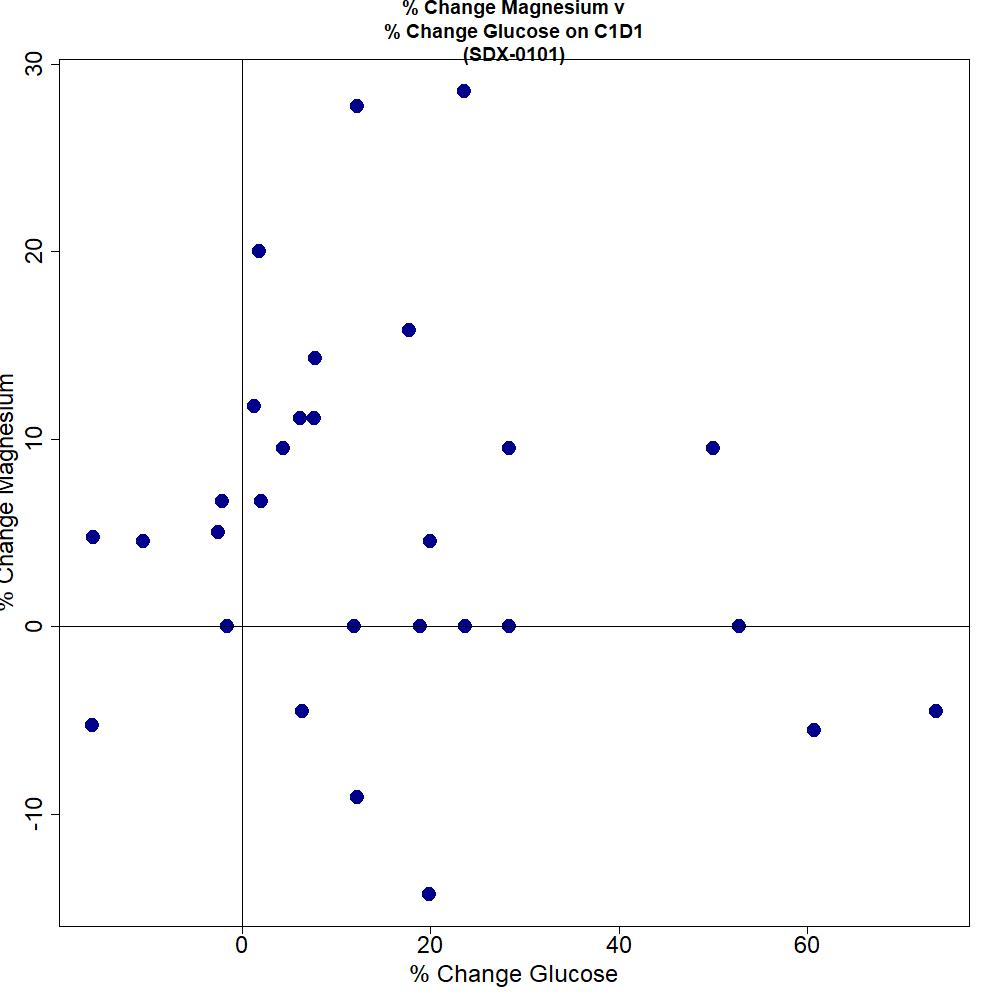 % Change Magnesium v
% Change Glucose on C1D1
(SDX-0101)
30
20
10
0
-10
% Change Magnesium
0
20
40
60
% Change Glucose